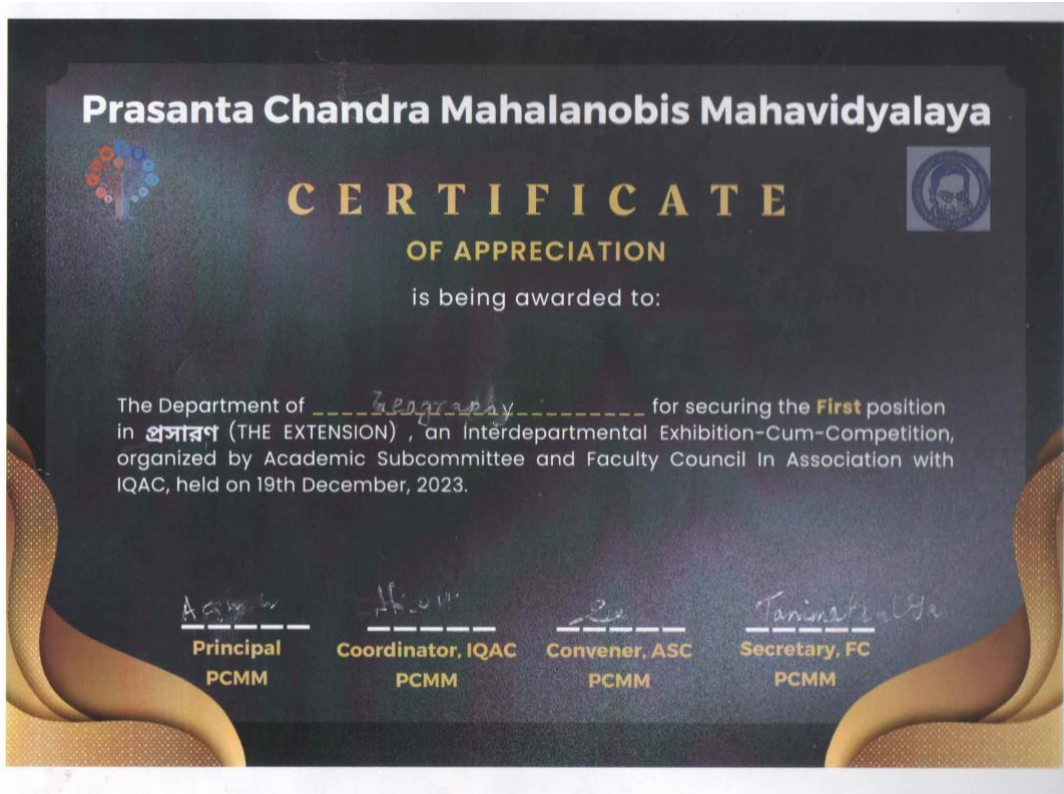 Prasanta Chandra Mahalanobis Mahavidyalaya
CERTIFICATE
OF APPRECIATION
is being awarded to:
The Department of Geography for securing the First position
in প্রসারণ (THE EXTENSION) , an Interdepartmental Exhibition-Cum-Competition,
organized by Academic Subcommittee and Faculty Council In Association with
IQAC, held on 19th December, 2023.
Principal Coordinator, IQAC Convener, ASC Secretary, FC
PCMM PCMM PCMM PCMM